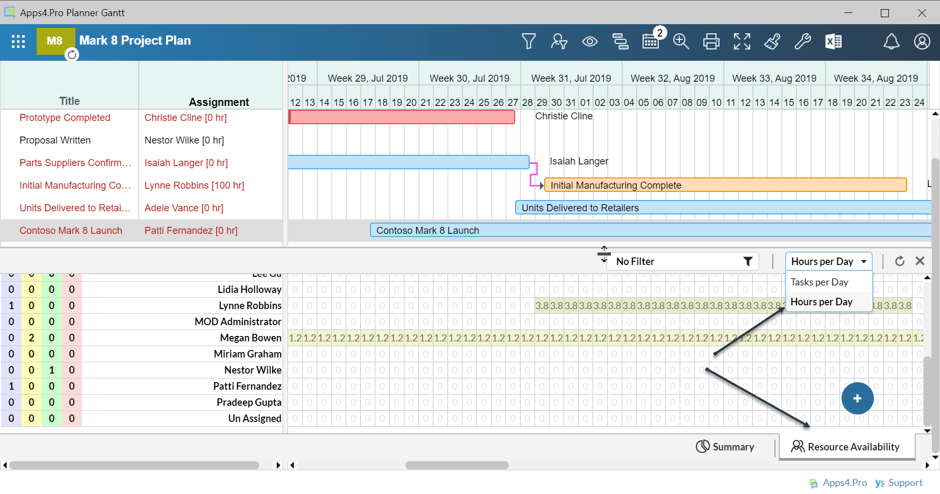 Apps4.Pro Planner Gantt
M8 Mark 8 Project Plan 2
2019 Week 29, Jul 2019 Week 30, Jul 2019 Week 31, Jul 2019 Week 32, Aug 2019 Week 33, Aug 2019 Week 34, Aug 2019
Title Assignment 12 13 14 15 16 17 18 19 20 21 22 23 24 25 26 27 28 29 30 31 01 02 03 04 05 06 07 08 09 10 11 12 13 14 15 16 17 18 19 20 21 22 23 24
Prototype Completed Christie Cline [0 hr] Christie Cline
Proposal Written Nestor Wilke [0 hr]
Parts Suppliers Confirm... Isaiah Langer [0 hr] Isaiah Langer
Initial Manufacturing Co... Lynne Robbins [100 hr] Initial Manufacturing Complete L
Units Delivered to Retai... Adele Vance [0 hr] Units Delivered to Retailers
Contoso Mark 8 Launch Patti Fernandez [0 hr] Contoso Mark 8 Launch
No Filter Hours per Day
Tasks per Day
Hours per Day
0 0 0 0 Lidia Holloway
1 0 0 0 Lynne Robbins 3.8 3.8 3.8 3.8 3.8 3.8 3.8 3.8 3.8 3.8 3.8 3.8 3.8 3.8 3.8 3.8 3.8 3.8 3.8 3.8 3.8 3.8 3.8 3.8 3.8 3.8
0 0 0 0 MOD Administrator
0 2 0 0 Megan Bowen 1.2 1.2 1.2 1.2 1.2 1.2 1.2 1.2 1.2 1.2 1.2 1.2 1.2 1.2 1.2 1.2 1.2 1.2 1.2 1.2 1.2 1.2 1.2 1.2 1.2 1.2 1.2 1.2 1.2 1.2 1.2 1.2 1.2 1.2 1.2 1.2 1.2 1.2 1.2 1.2 1.2 1.2 1.2 1.2
0 0 0 0 Miriam Graham
0 0 1 0 Nestor Wilke
1 0 0 0 Patti Fernandez
0 0 0 0 Pradeep Gupta
0 0 0 0 Un Assigned
Summary Resource Availability
Apps4.Pro Support